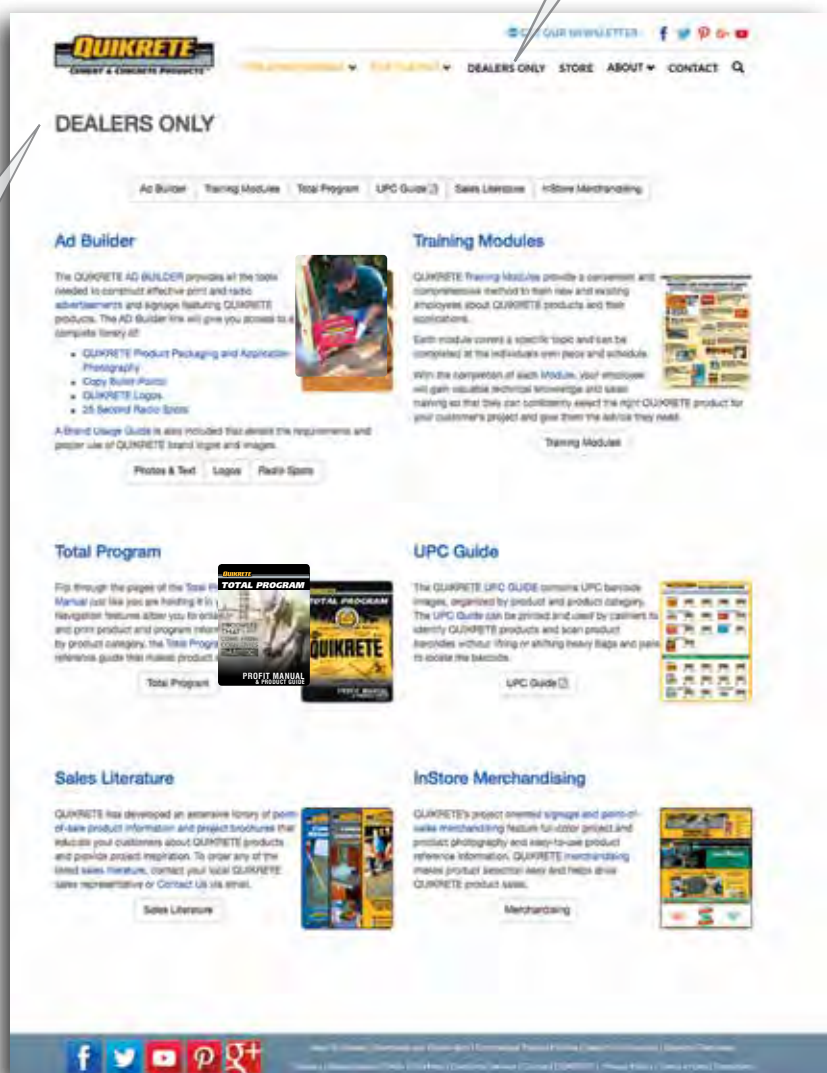 QUIKRETE
CEMENT & CONCRETE PRODUCTS
GET OUR NEWSLETTER
DEALERS ONLY STORE ABOUT CONTACT
DEALERS ONLY
Ad Builder Training Modules Total Program UPC Guide Sales Literature InStore Merchandising
Ad Builder
The QUIKRETE AD BUILDER provides all the tools
needed to construct effective print and radio
advertisements and signage featuring QUIKRETE
products. The AD Builder link will give you access to a
complete library of:
QUIKRETE Product Packaging and Application
Photography
Copy Bullet Points
QUIKRETE Logos
25 Second Radio Spots
A Brand Usage Guide is also included that details the requirements and
proper use of QUIKRETE brand logos and images.
Photos & Text Logos Radio Spots
Training Modules
QUIKRETE Training Modules provide a convenient and
comprehensive method to train new and existing
employees about QUIKRETE products and their
applications.
Each module covers a specific topic and can be
completed at the individuals own pace and schedule.
With the completion of each Module, your employee
will gain valuable technical knowledge and sales
training so that they can confidently select the right QUIKRETE product for
your customer's project and give them the advice they need.
Training Modules
Total Program
Flip through the pages of the Total
Manual just like you are holding it in
Navigation features allow you to
and print product and program
by product category, the Total
reference guide that makes product
Total Program
QUIKRETE
TOTAL PROGRAM
PRODUCTS
THAT
PROFIT MANUAL
& PRODUCT GUIDE
TOTAL PROGRAM
QUIKRETE
PROFIT MANUAL
UPC Guide
The QUIKRETE UPC GUIDE contains UPC barcode
images, organized by product and product category.
The UPC Guide can be printed and used by cashiers to
identify QUIKRETE products and scan product
barcodes without lifting or shifting heavy bags and pails
to locate the barcode.
UPC Guide
Sales Literature
QUIKRETE has developed an extensive library of point-
of-sale product information and project brochures that
educate your customers about QUIKRETE products
and provide project inspiration. To order any of the
listed sales literature, contact your local QUIKRETE
sales representative or Contact Us via email.
Sales Literature
InStore Merchandising
QUIKRETE's project oriented signage and point-of-
sales merchandising feature full-color project and
product photography and easy-to-use product
reference information. QUIKRETE merchandising
makes product selection easy and helps drive
QUIKRETE product sales.
Merchandising